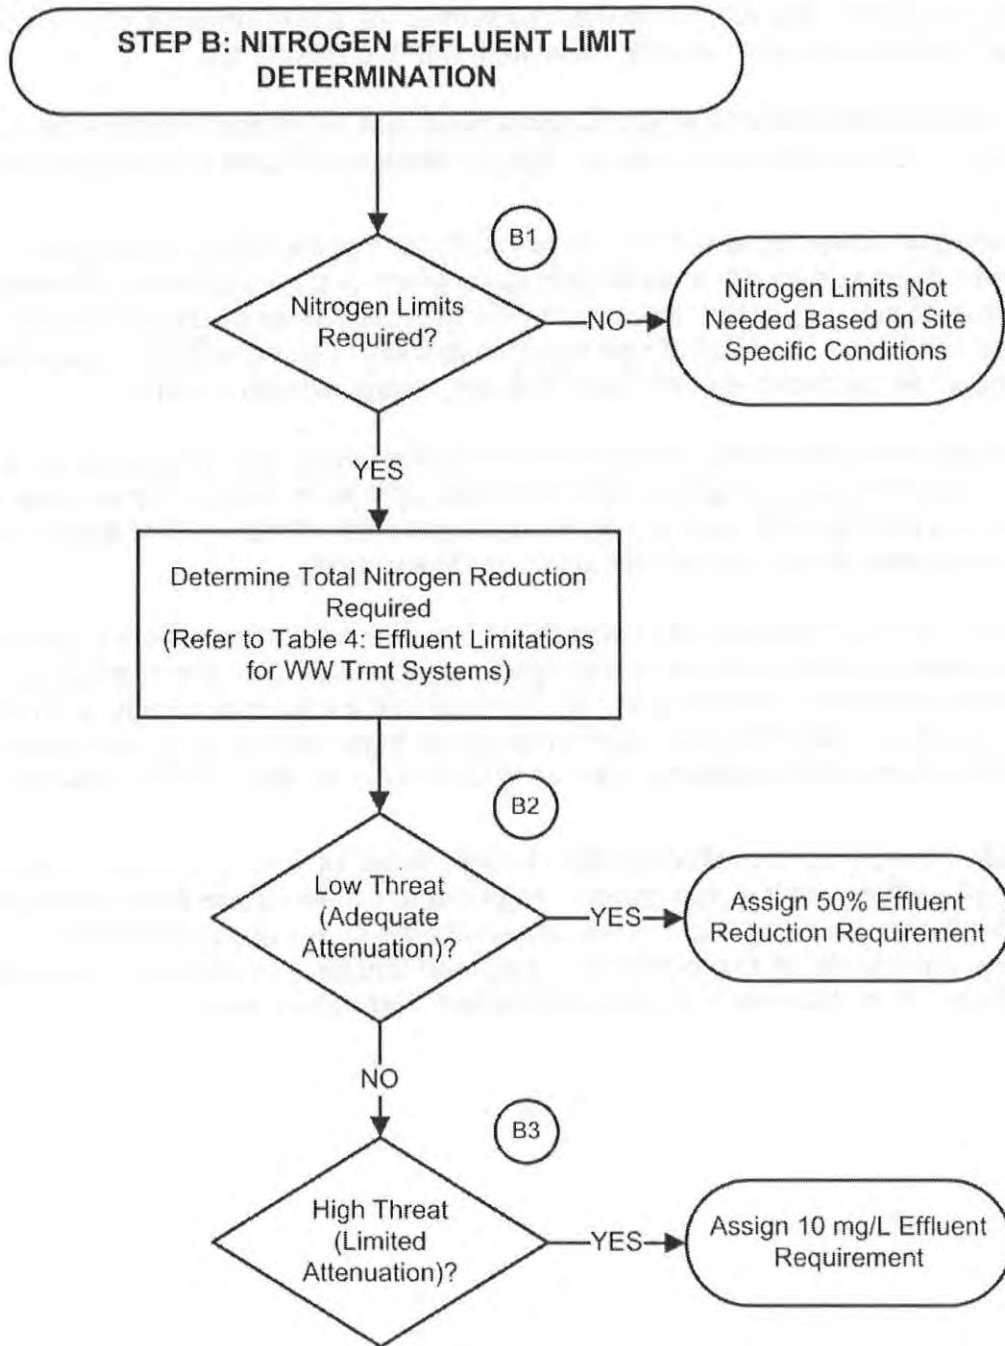 STEP B: NITROGEN EFFLUENT LIMIT
DETERMINATION
B1
Nitrogen Limits
Required?
NO
Nitrogen Limits Not
Needed Based on Site
Specific Conditions
YES
Determine Total Nitrogen Reduction
Required
(Refer to Table 4: Effluent Limitations
for WW Trmt Systems)
B2
Low Threat
(Adequate
Attenuation)?
YES
Assign 50% Effluent
Reduction Requirement
NO
B3
High Threat
(Limited
Attenuation)?
YES
Assign 10 mg/L Effluent
Requirement